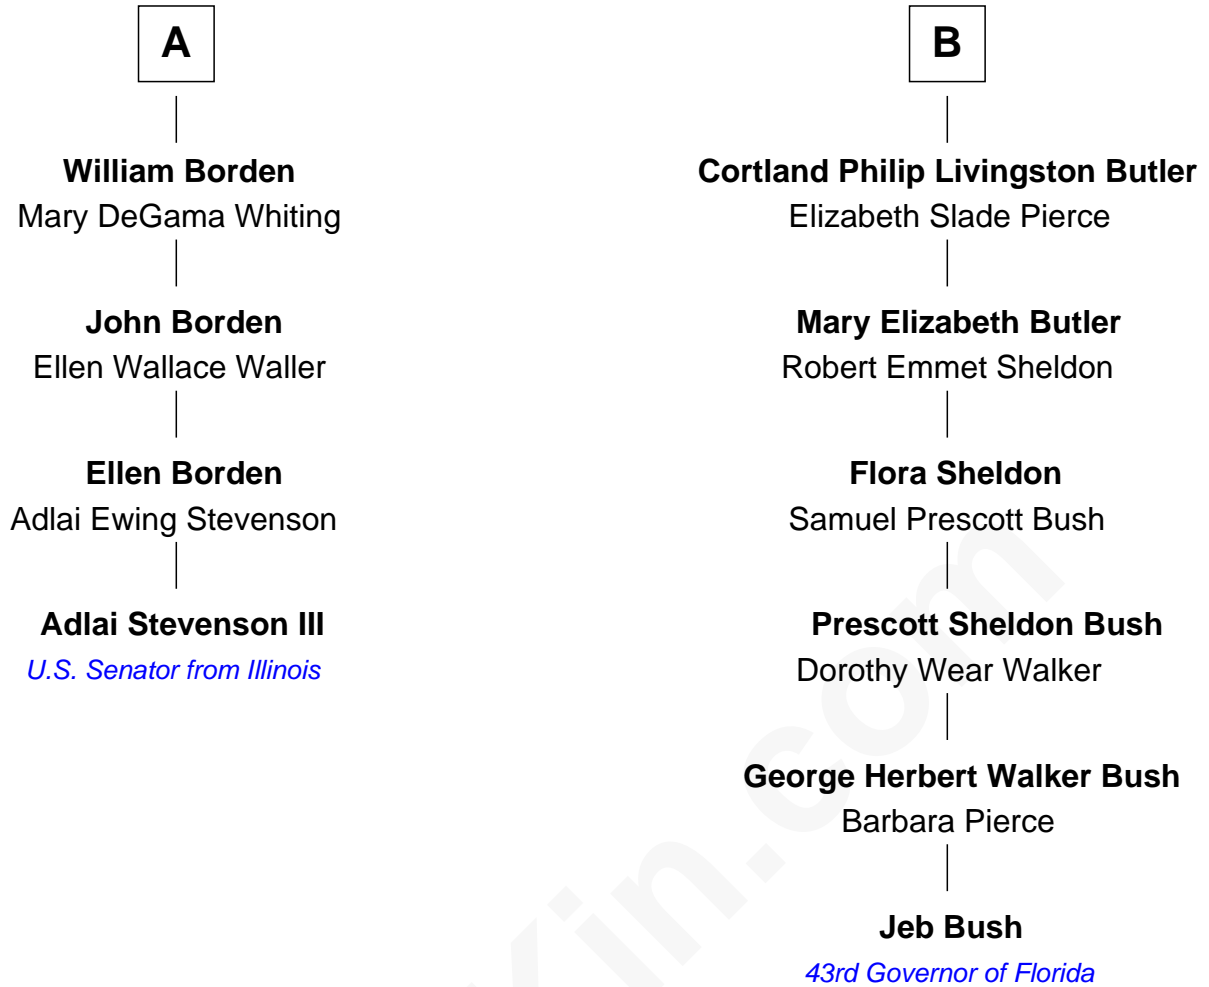 A
William Borden
Mary DeGama Whiting
John Borden
Ellen Wallace Waller
Ellen Borden
Adlai Ewing Stevenson
Adlai Stevenson III
U.S. Senator from Illinois
B
Cortland Philip Livingston Butler
Elizabeth Slade Pierce
Mary Elizabeth Butler
Robert Emmet Sheldon
Flora Sheldon
Samuel Prescott Bush
Prescott Sheldon Bush
Dorothy Wear Walker
George Herbert Walker Bush
Barbara Pierce
Jeb Bush
43rd Governor of Florida
Kin.com